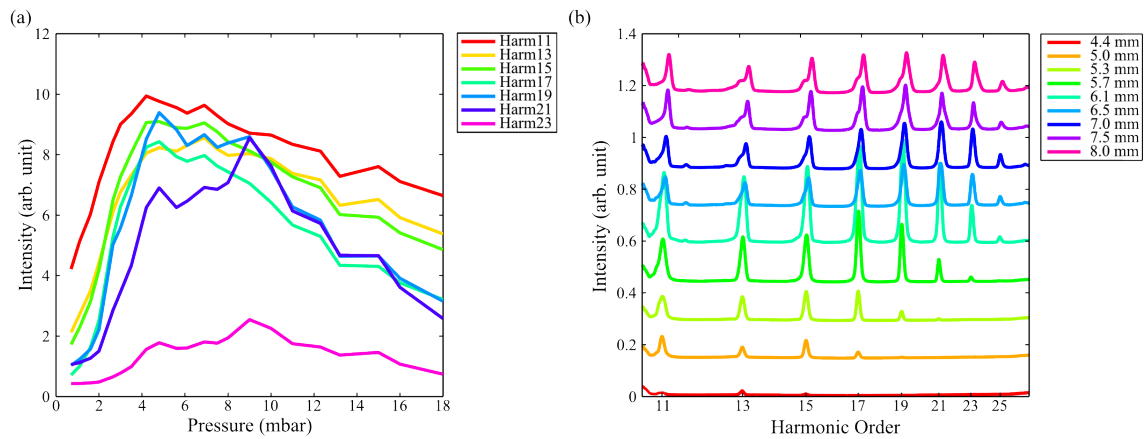 (a)
12
10
8
6
4
2
0
Intensity (arb. unit)
0 2 4 6 8 10 12 14 16 18
Pressure (mbar)
Harm11
Harm13
Harm15
Harm17
Harm19
Harm21
Harm23
(b)
1.4
1.2
1
0.8
0.6
0.4
0.2
0
Intensity (arb. unit)
11 13 15 17 19 21 23 25
Harmonic Order
4.4 mm
5.0 mm
5.3 mm
5.7 mm
6.1 mm
6.5 mm
7.0 mm
7.5 mm
8.0 mm